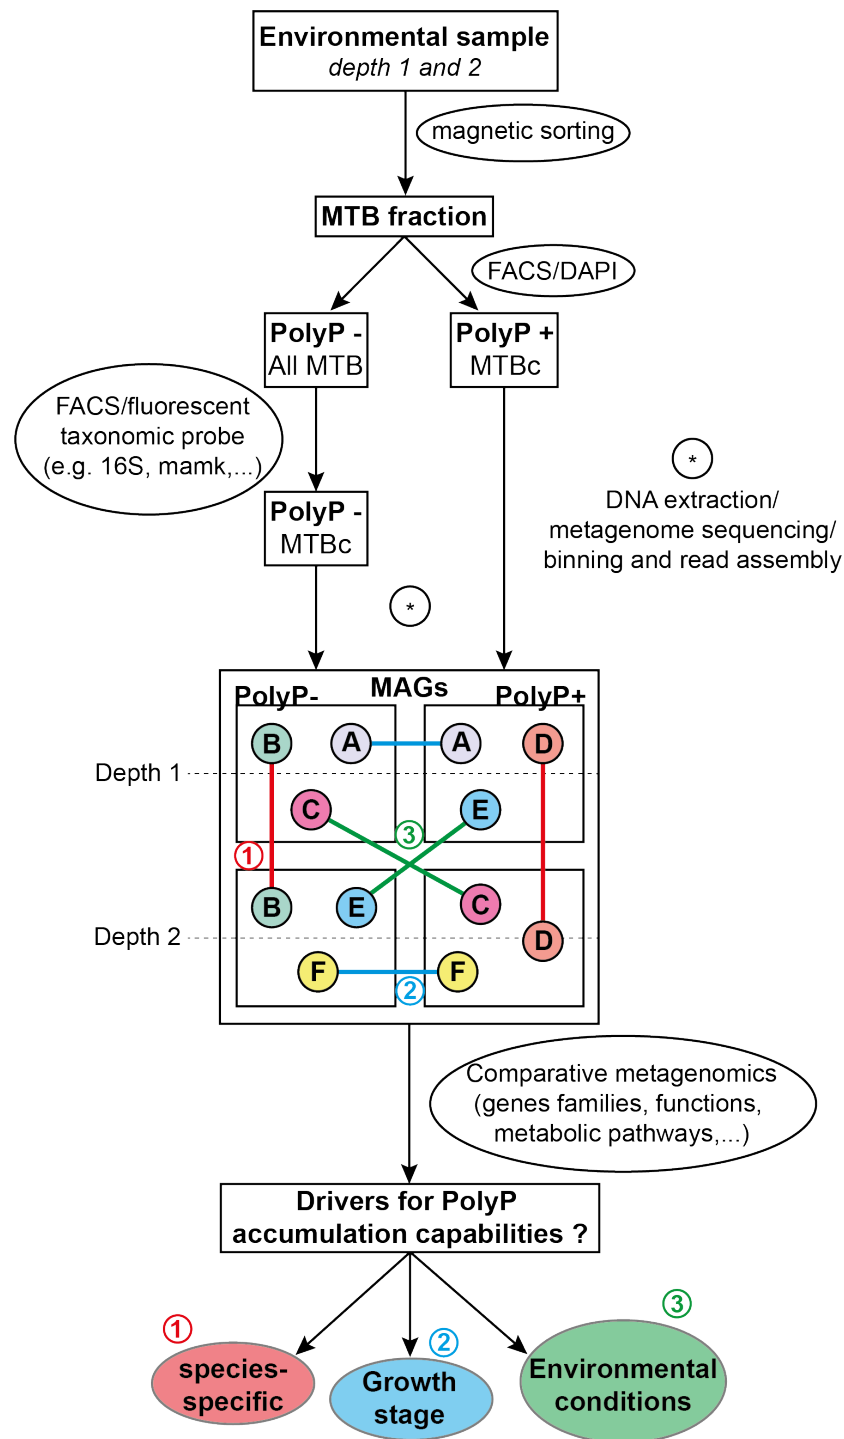 Environmental sample
depth 1 and 2
magnetic sorting
MTB fraction
FACS/DAPI
PolyP -
All MTB
PolyP +
MTBc
FACS/fluorescent
taxonomic probe
(e.g. 16S, mamk,...)
PolyP -
MTBc
*
DNA extraction/
metagenome sequencing/
binning and read assembly
*
MAGs
PolyP-
PolyP+
B
A
A
D
Depth 1
C
E
3
1
B
E
C
Depth 2
D
F
F
2
Comparative metagenomics
(genes families, functions,
metabolic pathways,...)
Drivers for PolyP
accumulation capabilities ?
1
species-
specific
2
Growth
stage
3
Environmental
conditions